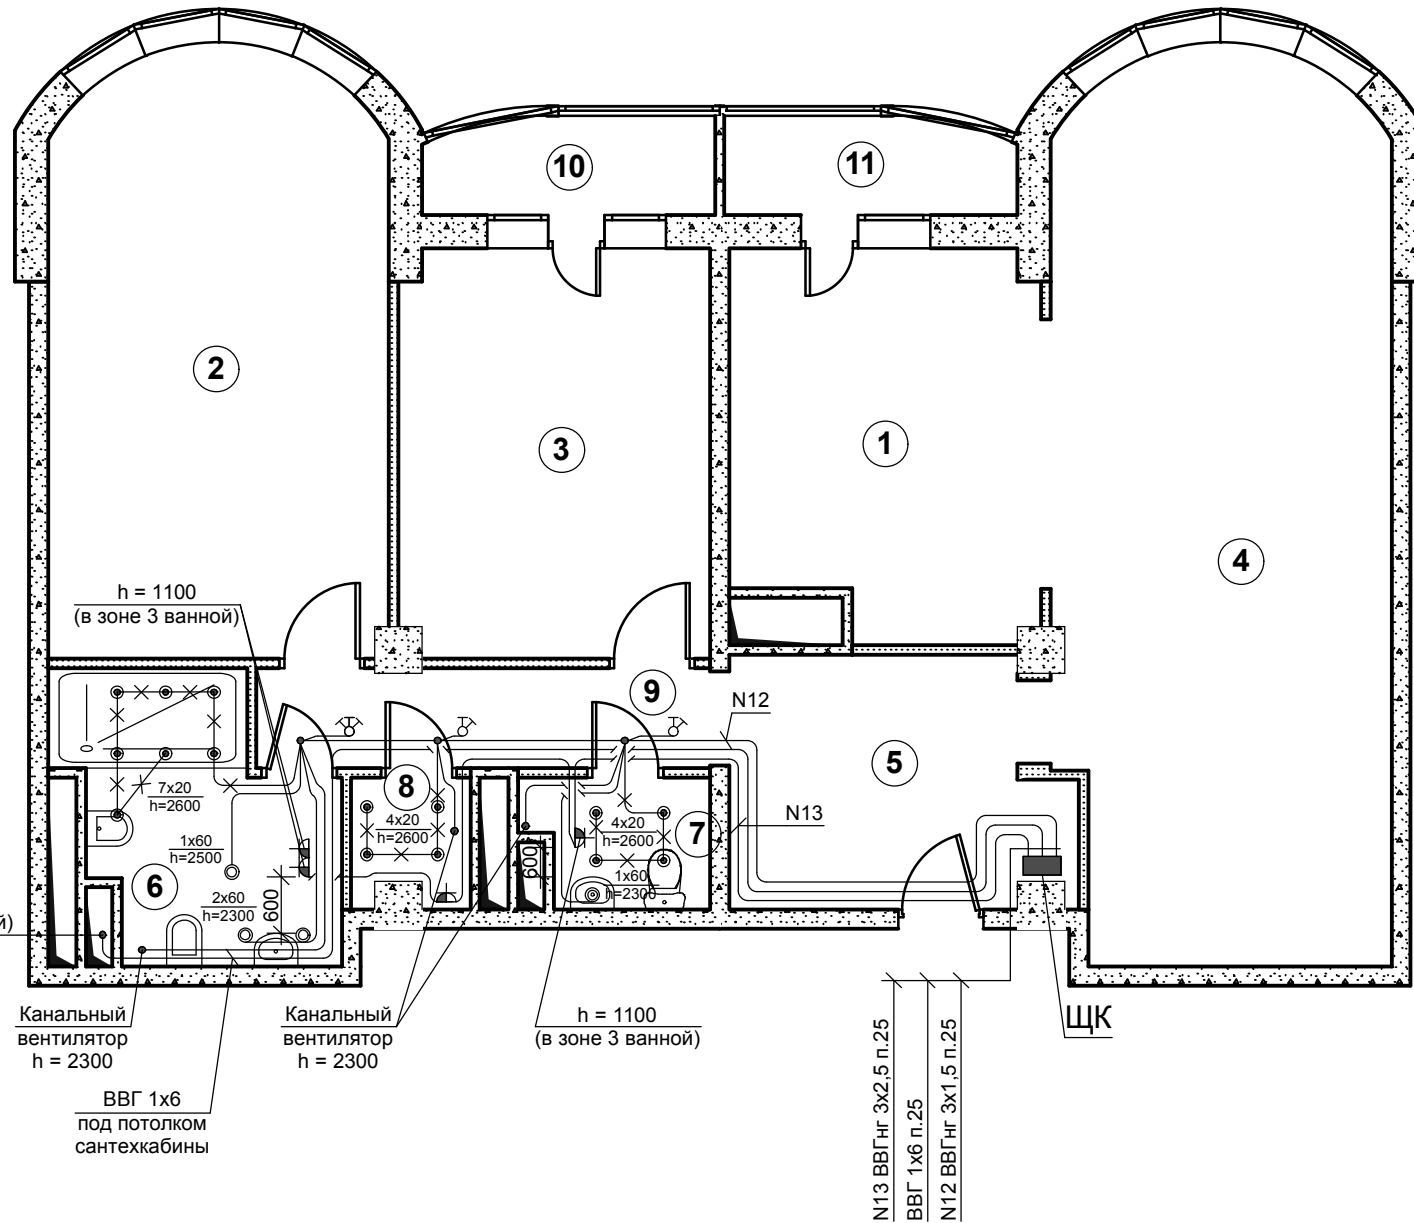 10
11
2
3
1
4
h = 1100
(в зоне 3 ванной)
9
N12
5
8
7x20
h=2600
4x20
h=2600
4x20
h=2600
7
N13
1x60
h=2500
6
2x60
h=2300
600
600
1x60
h=2300
й)
Канальный
вентилятор
h = 2300
Канальный
вентилятор
h = 2300
h = 1100
(в зоне 3 ванной)
ЩК
ВВГ 1x6
под потолком
сантехкабины
N13 ВВГнг 3x2,5 п.25
ВВГ 1x6 п.25
N12 ВВГнг 3x1,5 п.25